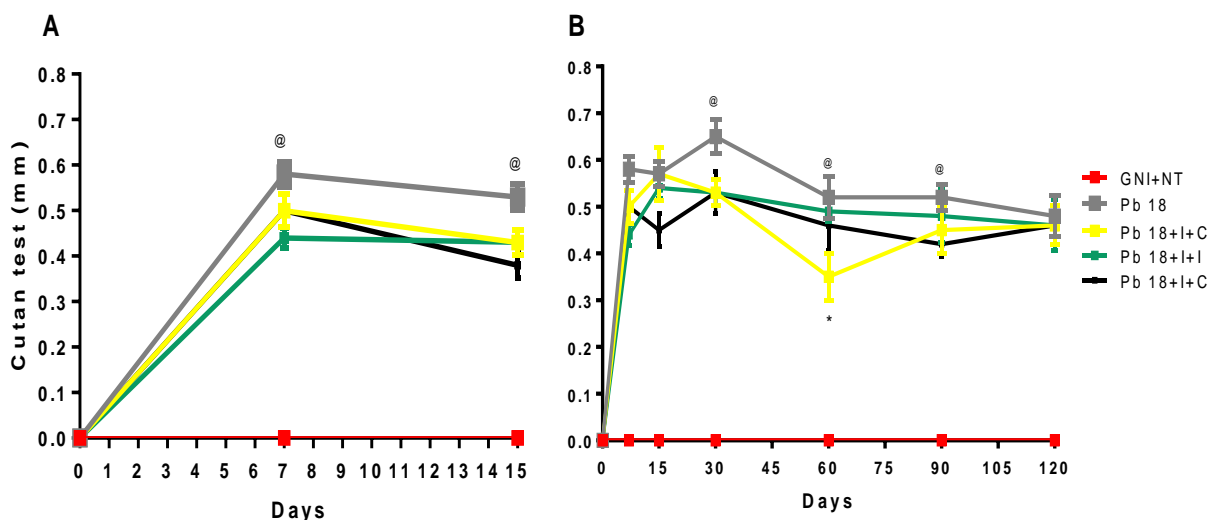 A
Cutan test (mm)
0.8
0.7
0.6
0.5
0.4
0.3
0.2
0.1
0.0
@
@
0 1 2 3 4 5 6 7 8 9 10 11 12 13 14 15
Days
B
0.8
0.7
0.6
0.5
0.4
0.3
0.2
0.1
0.0
@
@
@
*
0 15 30 45 60 75 90 105 120
Days
GNI+NT
Pb 18
Pb 18+I+C
Pb 18+I+I
Pb 18+I+C